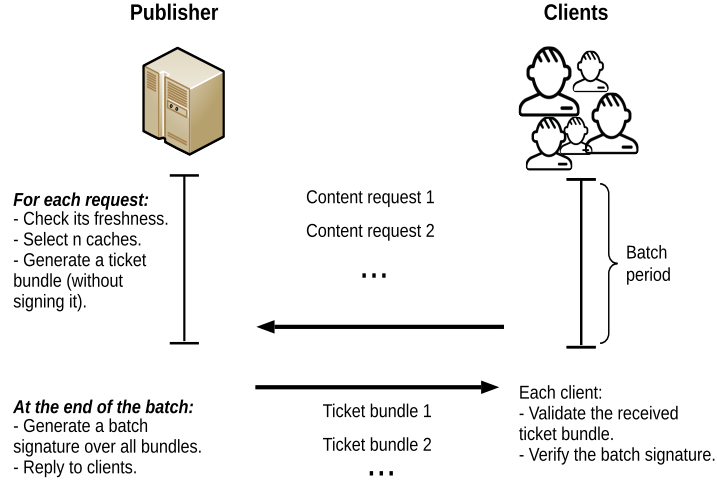 Publisher
Clients
For each request:
- Check its freshness.
- Select n caches.
- Generate a ticket
bundle (without
signing it).
Content request 1
Content request 2
...
Batch
period
At the end of the batch:
- Generate a batch
signature over all bundles.
- Reply to clients.
Ticket bundle 1
Ticket bundle 2
...
Each client:
- Validate the received
ticket bundle.
- Verify the batch signature.